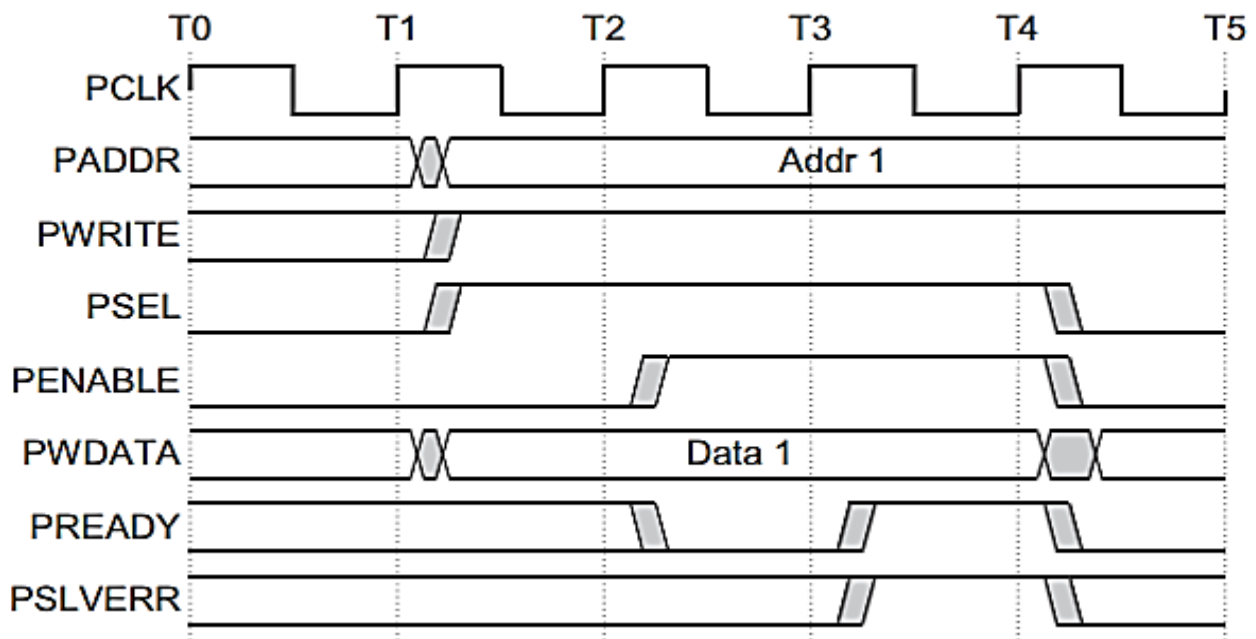 T0 T1 T2 T3 T4 T5
PCLK
PADDR Addr 1
PWRITE
PSEL
PENABLE
PWDATA Data 1
PREADY
PSLVERR